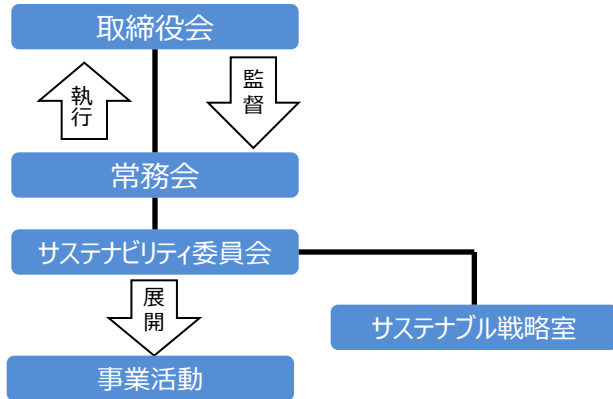 取締役会
執行
監督
常務会
サステナビリティ委員会
展開
サステナブル戦略室
事業活動